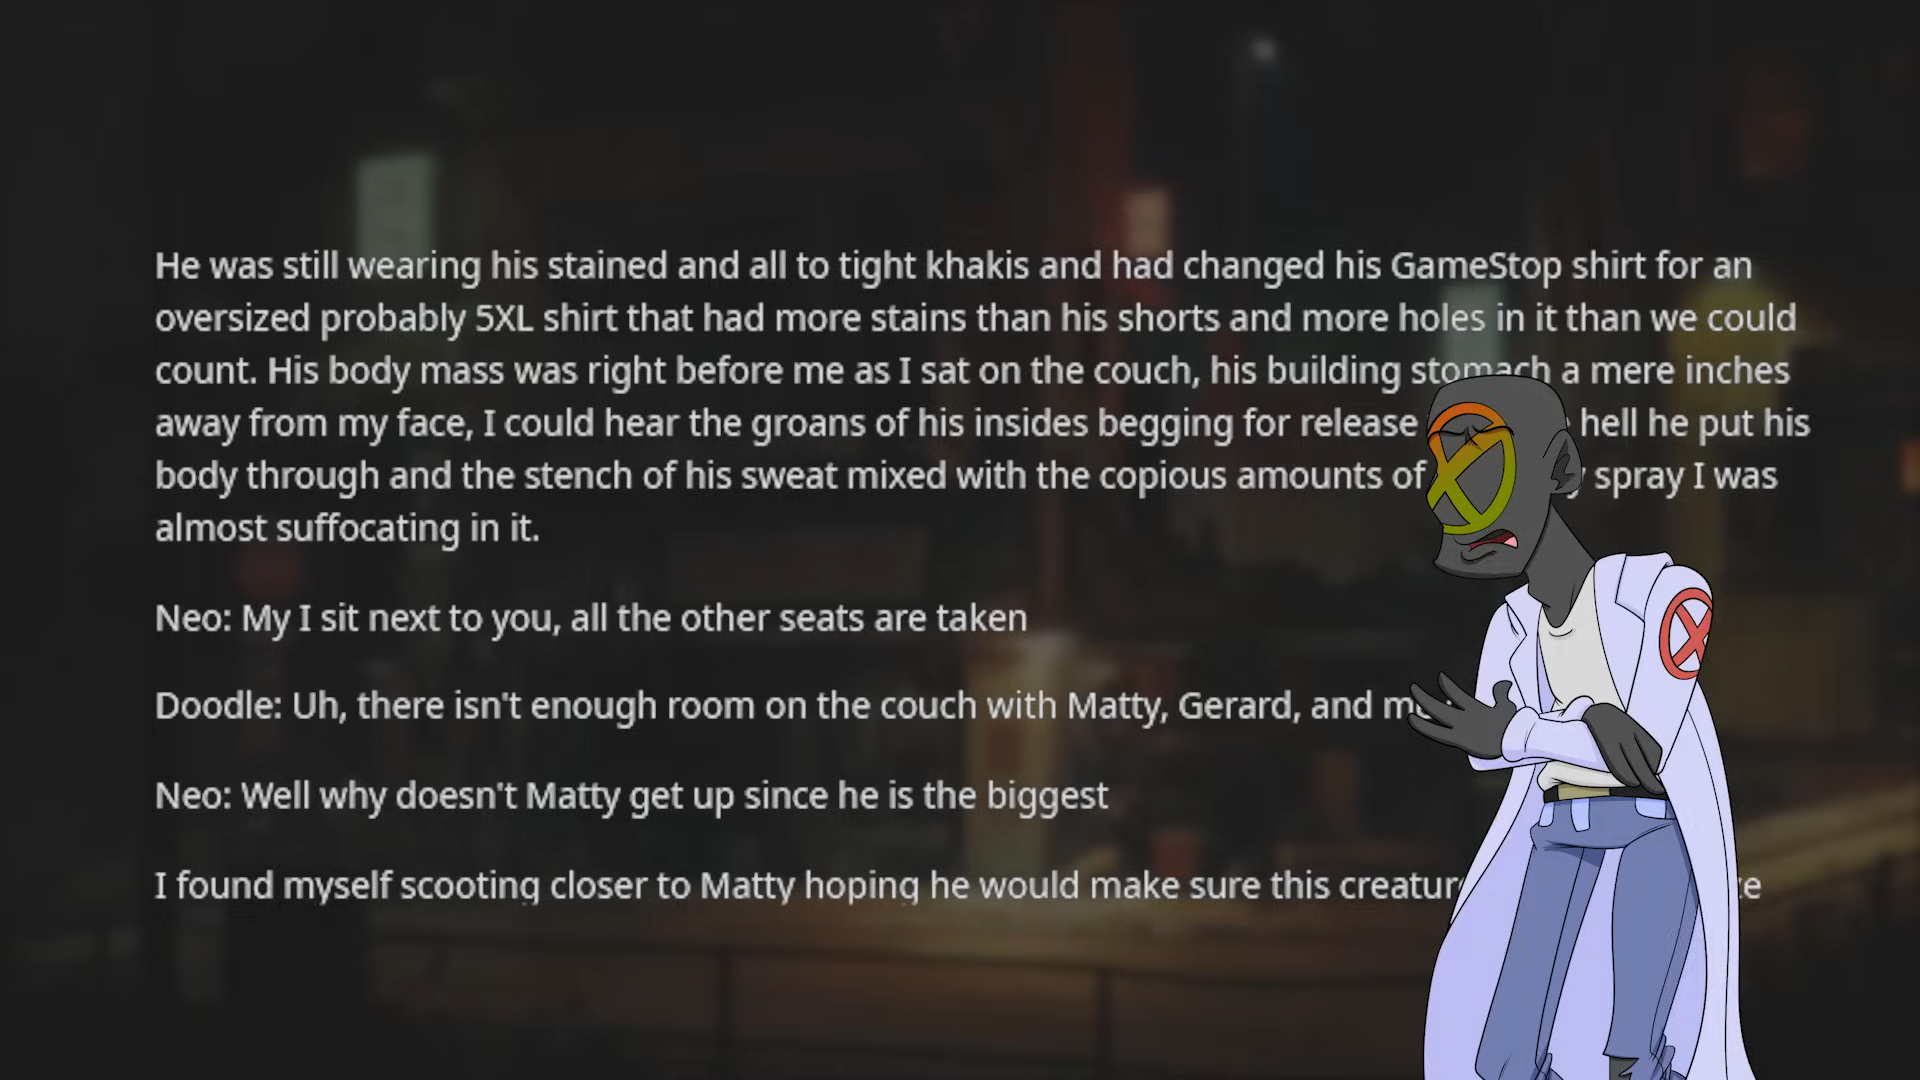 He was still wearing his stained and all to tight khakis and had changed his GameStop shirt for an
oversized probably 5XL shirt that had more stains than his shorts and more holes in it than we could
count. His body mass was right before me as I sat on the couch, his building stomach a mere inches
away from my face, I could hear the groans of his insides begging for release hell he put his
body through and the stench of his sweat mixed with the copious amounts of spray I was
almost suffocating in it.
Neo: My I sit next to you, all the other seats are taken
Doodle: Uh, there isn't enough room on the couch with Matty, Gerard, and
Neo: Well why doesn't Matty get up since he is the biggest
I found myself scooting closer to Matty hoping he would make sure this